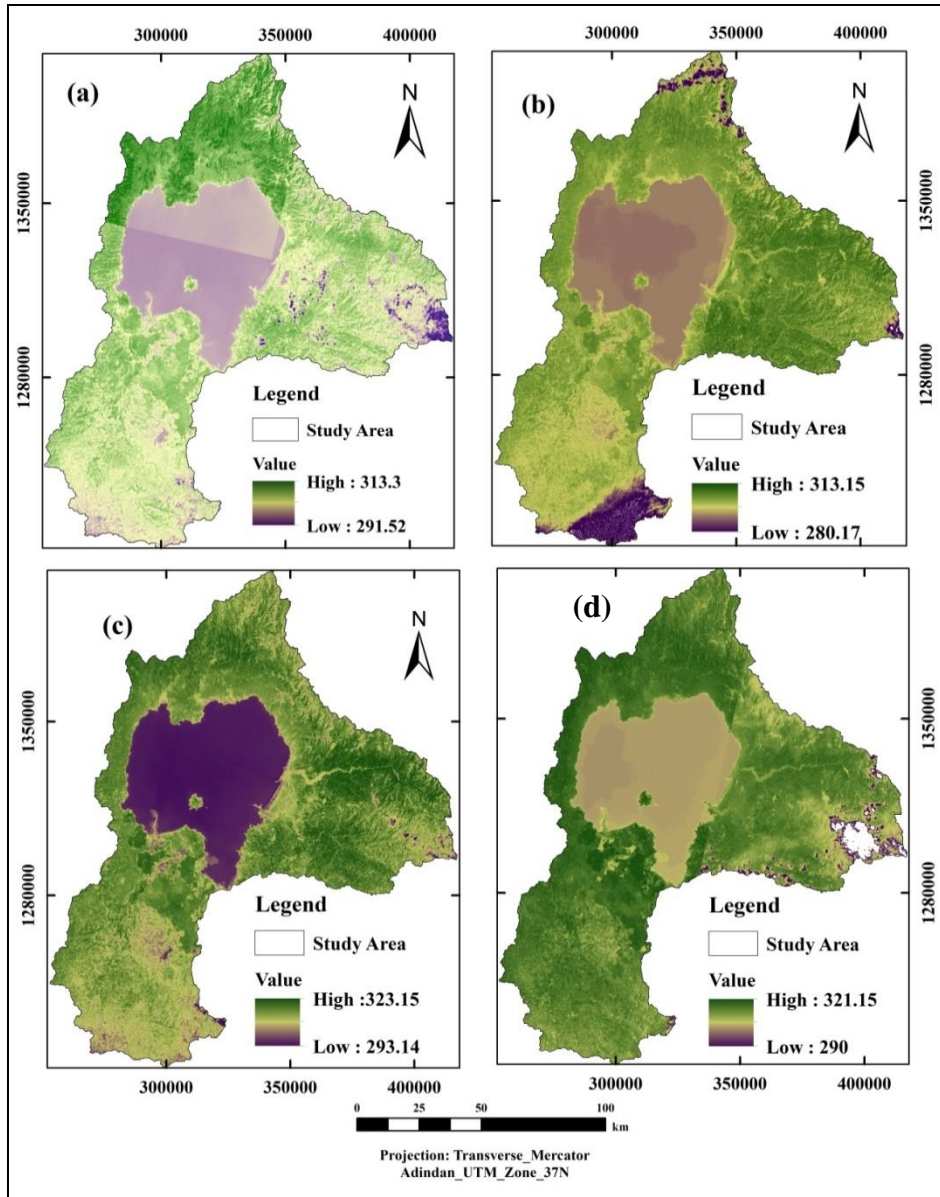 300000 350000 400000
300000 350000 400000
(a)
N
(b)
N
1350000
1350000
1280000
1280000
Legend
Study Area
Value
High : 313.3
Low : 291.52
Legend
Study Area
Value
High : 313.15
Low : 280.17
(c)
N
(d)
1350000
1350000
1280000
1280000
Legend
Study Area
Value
High :323.15
Low : 293.14
Legend
Study Area
Value
High : 321.15
Low : 290
300000 350000 400000
300000 350000 400000
0 25 50 100
km
Projection: Transverse_Mercator
Adindan_UTM_Zone_37N